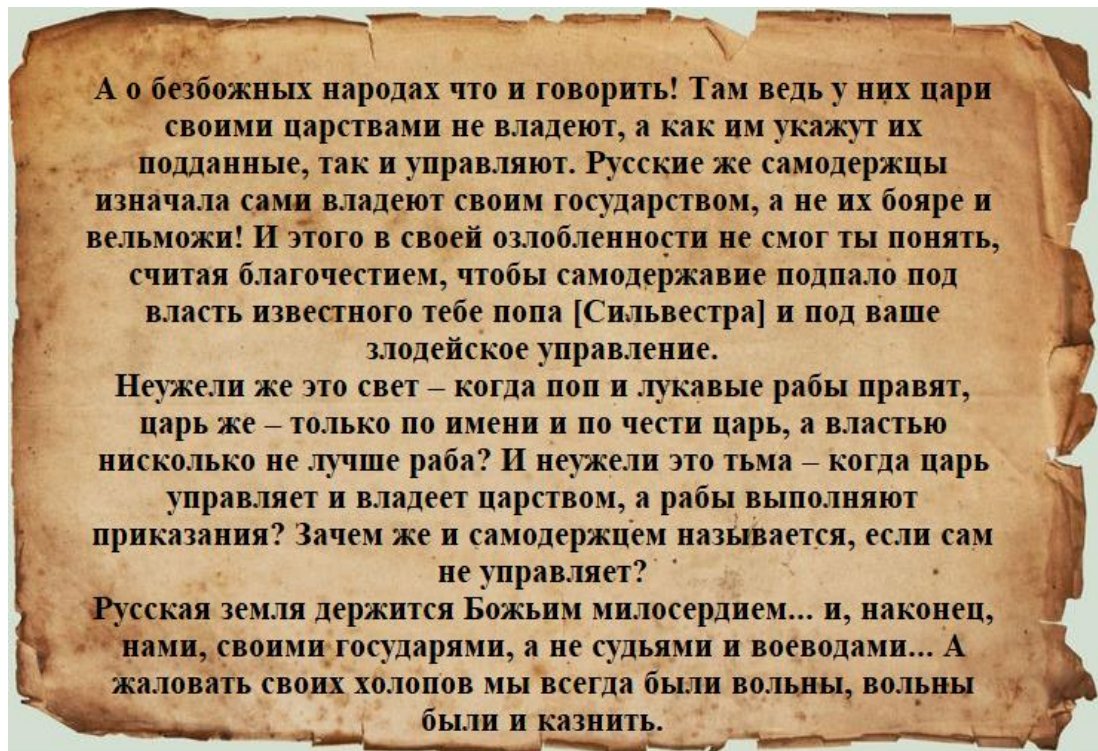 А о безбожных народах что и говорить! Там ведь у них цари
своими царствами не владеют, а как им укажут их
подданные, так и управляют. Русские же самодержцы
изначала сами владеют своим государством, а не их бояре и
вельможи! И этого в своей озлобленности не смог ты понять,
считая благочестием, чтобы самодержавие подпало под
власть известного тебе попа [Сильвестра] и под ваше
злодейское управление.
Неужели же это свет – когда поп и лукавые рабы правят,
царь же – только по имени и по чести царь, а властью
нисколько не лучше раба? И неужели это тьма – когда царь
управляет и владеет царством, а рабы выполняют
приказания? Зачем же и самодержцем называется, если сам
не управляет?
Русская земля держится Божьим милосердием... и, наконец,
нами, своими государями, а не судьями и воеводами... А
жаловать своих холопов мы всегда были вольны, вольны
были и казнить.